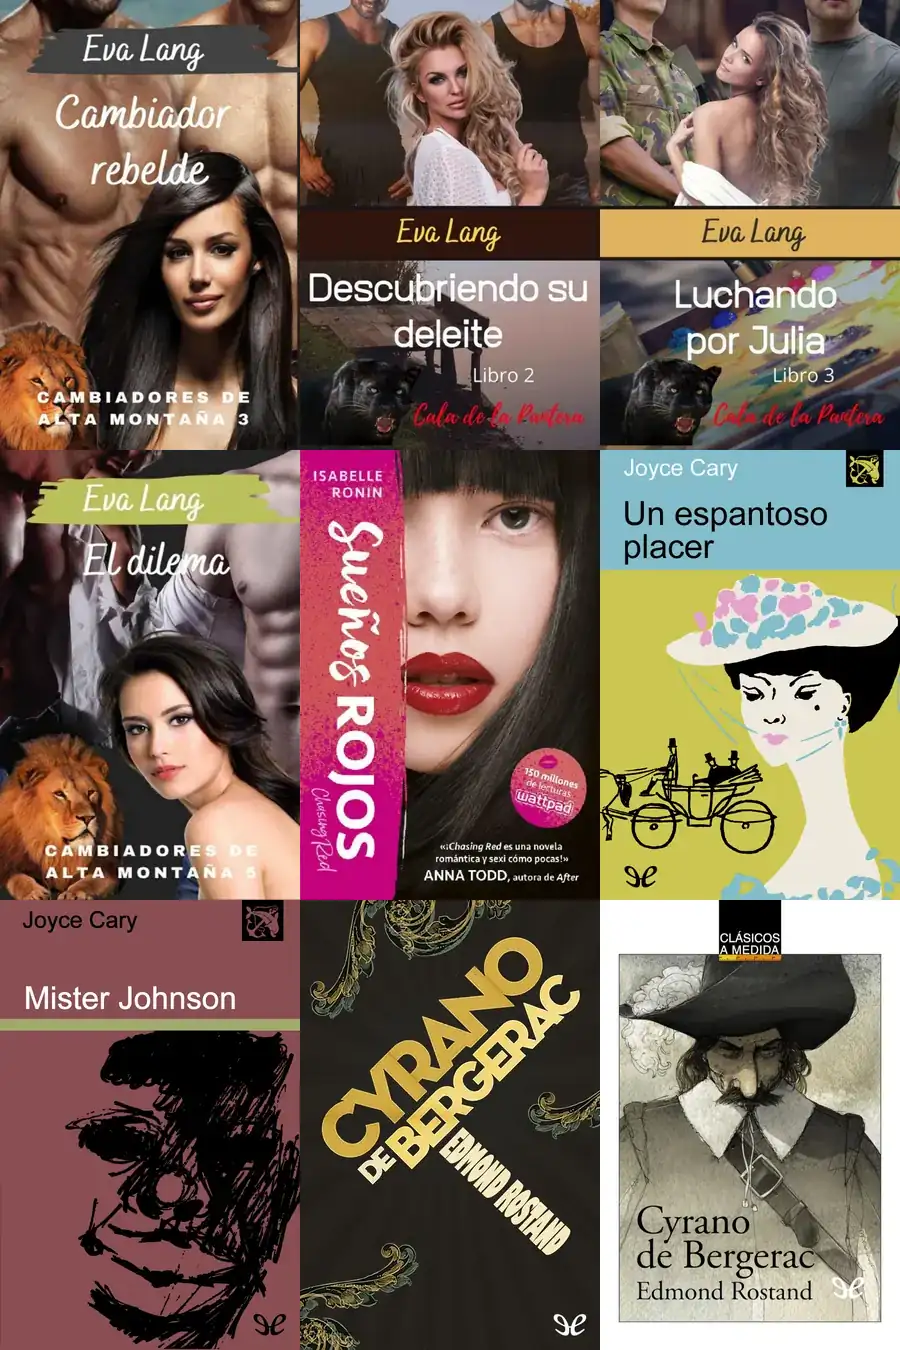 Eva Lang
Cambiador
rebelde
CAMBIADORES DE
ALTA MONTAÑA 3
Eva Lang
Descubriendo su
deleite
Libro 2
Cala de la Pantera
Eva Lang
Luchando
por Julia
Libro 3
Cala de la Pantera
Eva Lang
El dilema
CAMBIADORES DE
ALTA MONTAÑA 5
ISABELLE
RONIN
Sueños ROJOS
Chasing Red
150 millones
de lecturas
wattpad
«¡Chasing Red es una novela
romántica y sexi cómo pocas!»
ANNA TODD, autora de After
Joyce Cary
Un espantoso
placer
Joyce Cary
Mister Johnson
CYRANO
DE BERGERAC
EDMOND ROSTAND
CLÁSICOS
A MEDIDA
Cyrano
de Bergerac
Edmond Rostand